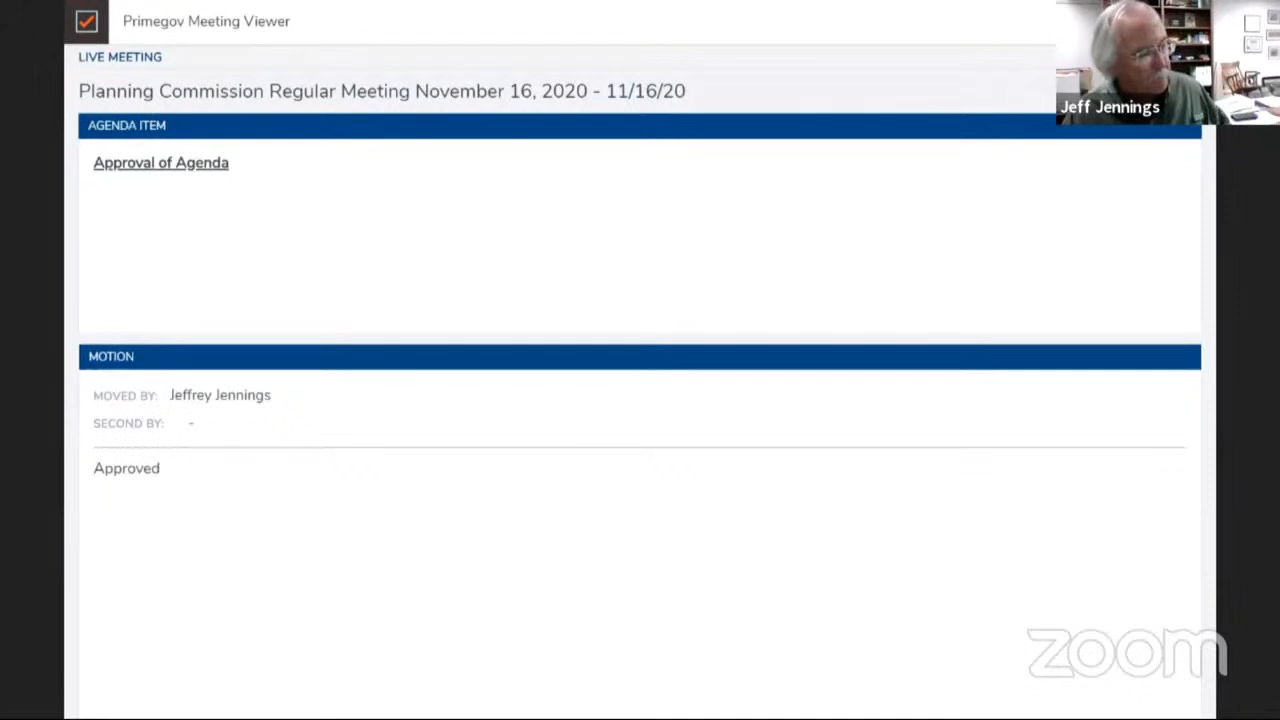 Primegov Meeting Viewer
LIVE MEETING
Planning Commission Regular Meeting November 16, 2020 - 11/16/20
Jeff Jennings
AGENDA ITEM
Approval of Agenda
MOTION
MOVED BY: Jeffrey Jennings
SECOND BY: -
Approved
zoom